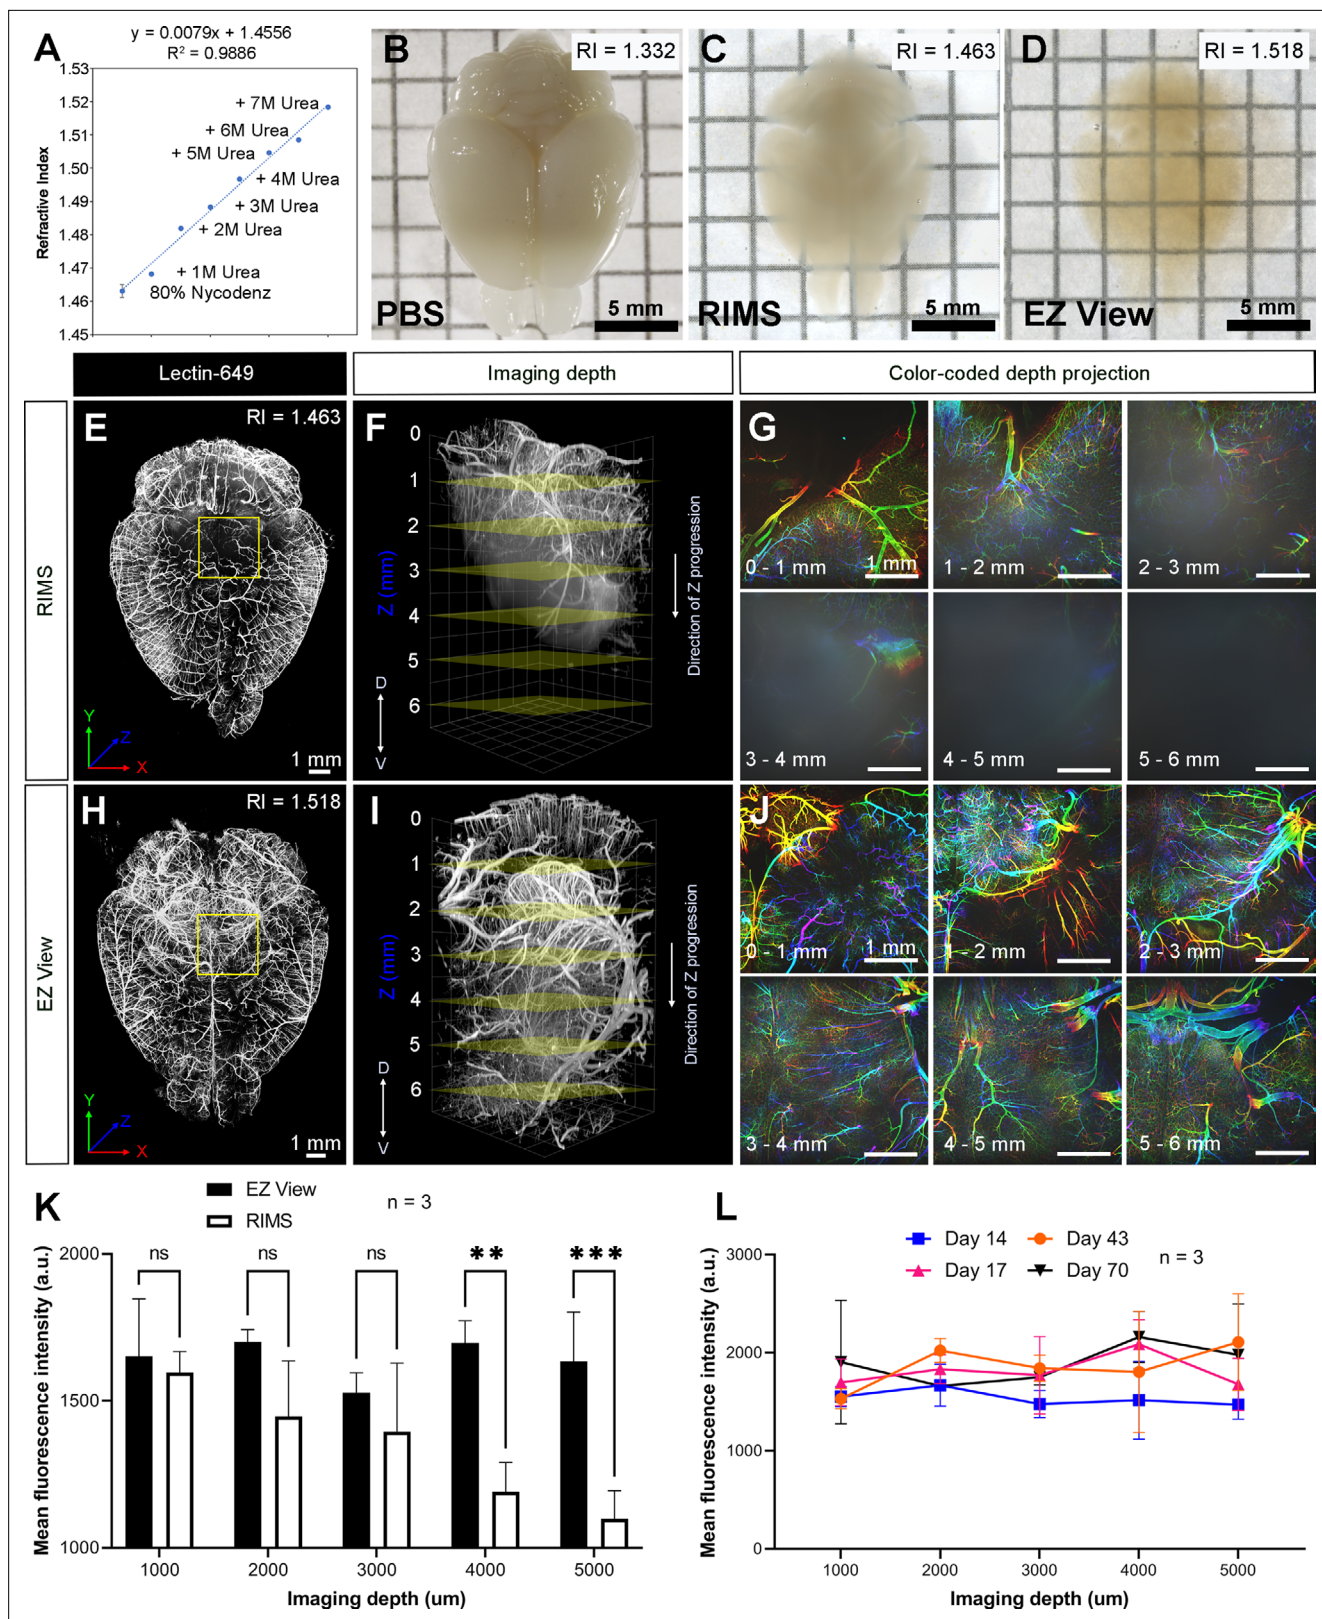 A
y = 0.0079x + 1.4556
R² = 0.9886
1.53
1.52
1.51
1.50
1.49
1.48
1.47
1.46
1.45
Refractive Index
+ 7M Urea
+ 6M Urea
+ 5M Urea
+ 4M Urea
+ 3M Urea
+ 2M Urea
+ 1M Urea
80% Nycodenz
B
RI = 1.332
PBS
5 mm
C
RI = 1.463
RIMS
5 mm
D
RI = 1.518
EZ View
5 mm
Lectin-649
Imaging depth
Color-coded depth projection
RIMS
E
RI = 1.463
Y
Z
X
1 mm
F
0
1
2
3
4
5
6
Z (mm)
D
V
Direction of Z progression
G
0 - 1 mm
1 mm
1 - 2 mm
2 - 3 mm
3 - 4 mm
4 - 5 mm
5 - 6 mm
EZ View
H
RI = 1.518
Y
Z
X
1 mm
I
0
1
2
3
4
5
6
Z (mm)
D
V
Direction of Z progression
J
0 - 1 mm
1 mm
1 - 2 mm
2 - 3 mm
3 - 4 mm
4 - 5 mm
5 - 6 mm
K
EZ View
RIMS
n = 3
2000
1500
1000
Mean fluorescence intensity (a.u.)
ns
ns
ns
**
***
1000
2000
3000
4000
5000
Imaging depth (um)
L
Day 14
Day 43
Day 17
Day 70
n = 3
3000
2000
1000
0
Mean fluorescence intensity (a.u.)
1000
2000
3000
4000
5000
Imaging depth (um)